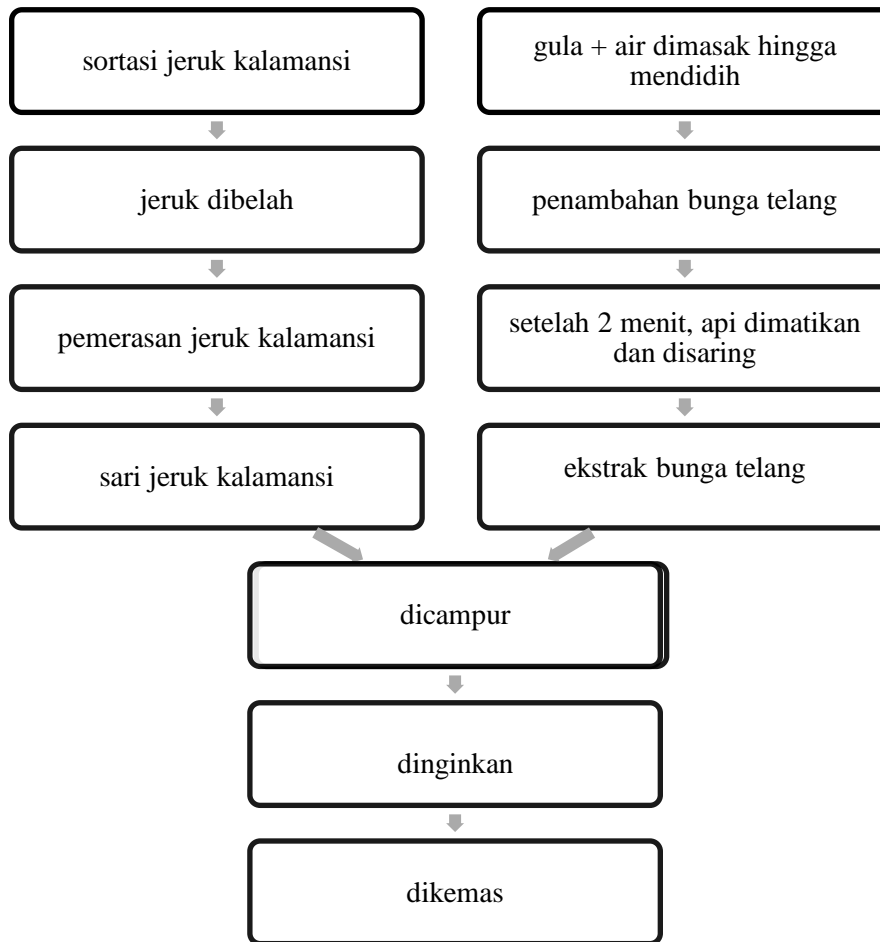 sortasi jeruk kalamansi
jeruk dibelah
pemerasan jeruk kalamansi
sari jeruk kalamansi
gula + air dimasak hingga
mendidih
penambahan bunga telang
setelah 2 menit, api dimatikan
dan disaring
ekstrak bunga telang
dicampur
dinginkan
dikemas